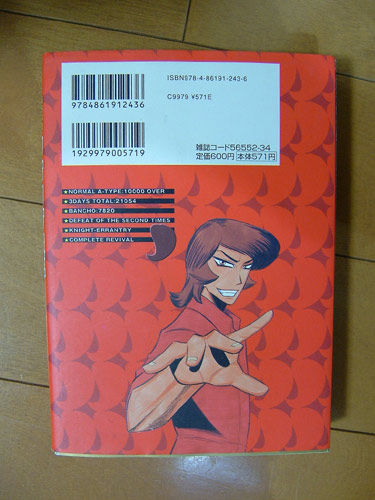 ISBN978-4-86191-243-6
C9979 ¥571E
9784861912436
1929979005719
雑誌コード56552-34
定価600円 本体571円
★NORMAL A-TYPE:10000 OVER
★3DAYS TOTAL:21054
★BANCHO:7820
★DEFEAT OF THE SECOND TIMES
★KNIGHT-ERRANTRY
★COMPLETE REVIVAL